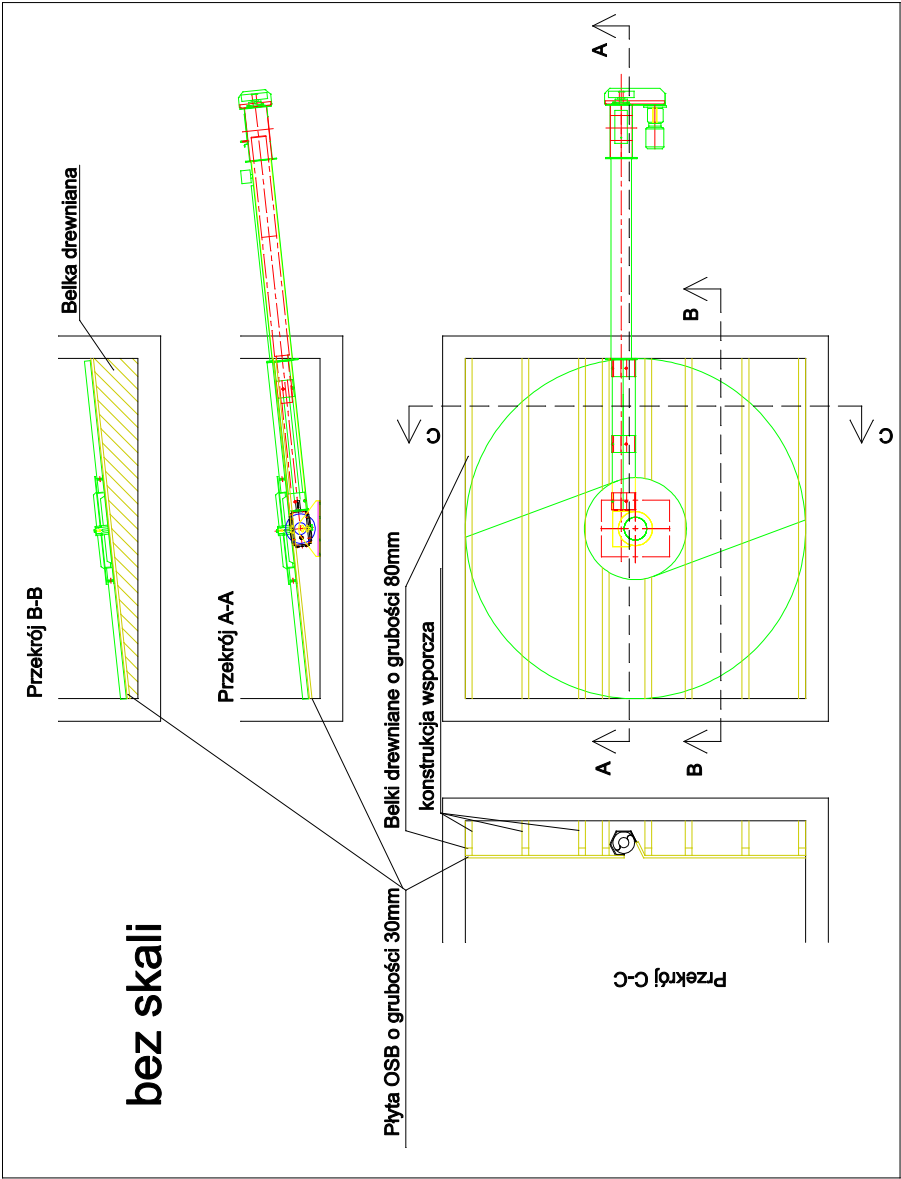 Belka drewniana
Przekrój B-B
Przekrój A-A
A
B
C
C
A
B
Belki drewniane o grubości 80mm
konstrukcja wsporcza
Płyta OSB o grubości 30mm
bez skali
Przekrój C-C